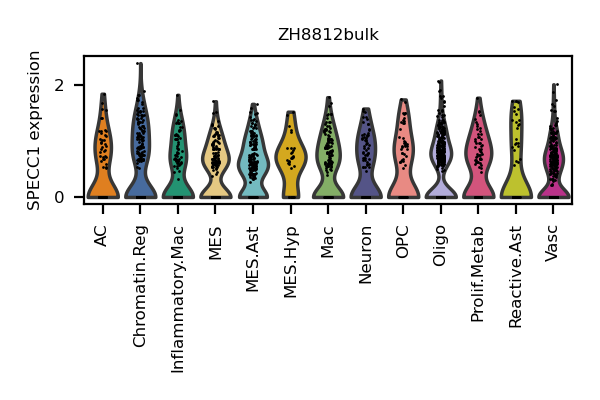 ZH8812bulk
SPECC1 expression
2
0
AC
Chromatin.Reg
Inflammatory.Mac
MES
MES.Ast
MES.Hyp
Mac
Neuron
OPC
Oligo
Prolif.Metab
Reactive.Ast
Vasc